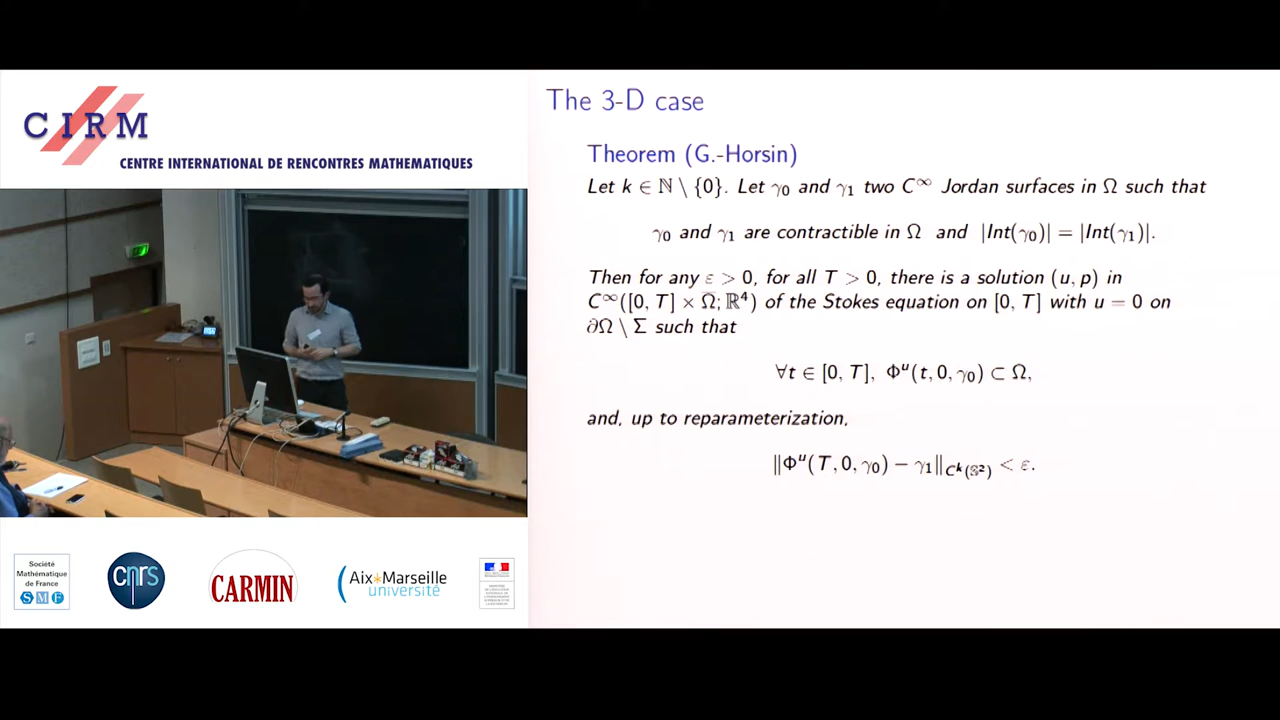 CIRM
CENTRE INTERNATIONAL DE RENCONTRES MATHEMATIQUES
The 3-D case
Theorem (G.-Horsin)
Let k ∈ ℕ \ {0}. Let γ₀ and γ₁ two C^∞ Jordan surfaces in Ω such that
γ₀ and γ₁ are contractible in Ω and |Int(γ₀)| = |Int(γ₁)|.
Then for any ε > 0, for all T > 0, there is a solution (u, p) in
C^∞([0, T] × Ω̄; ℝ⁴) of the Stokes equation on [0, T] with u = 0 on
∂Ω \ Σ such that
∀t ∈ [0, T], Φᵘ(t, 0, γ₀) ⊂ Ω,
and, up to reparameterization,
‖Φᵘ(T, 0, γ₀) − γ₁‖_{C^k(𝕊²)} < ε.
Société
Mathématique
de France
SMF
cnrs
CARMIN
Aix*Marseille
université